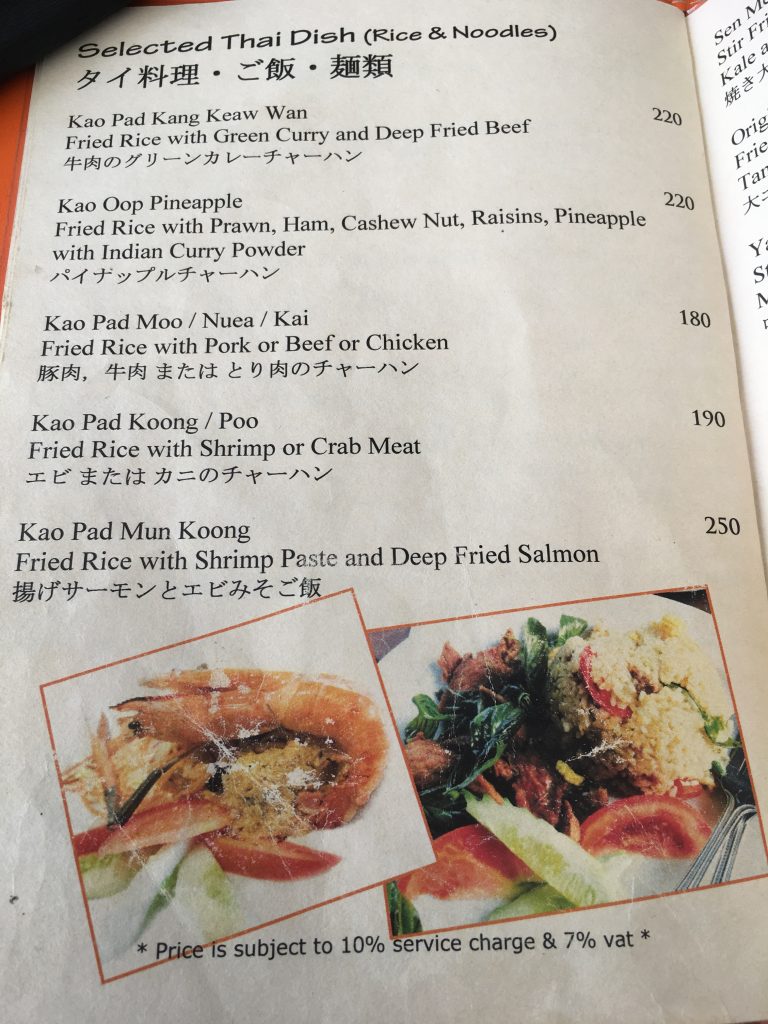 Selected Thai Dish (Rice & Noodles)
タイ料理・ご飯・麺類
Kao Pad Kang Keaw Wan 220
Fried Rice with Green Curry and Deep Fried Beef
牛肉のグリーンカレーチャーハン
Kao Oop Pineapple 220
Fried Rice with Prawn, Ham, Cashew Nut, Raisins, Pineapple
with Indian Curry Powder
パイナップルチャーハン
Kao Pad Moo / Nuea / Kai 180
Fried Rice with Pork or Beef or Chicken
豚肉, 牛肉 または とり肉のチャーハン
Kao Pad Koong / Poo 190
Fried Rice with Shrimp or Crab Meat
エビ または カニのチャーハン
Kao Pad Mun Koong 250
Fried Rice with Shrimp Paste and Deep Fried Salmon
揚げサーモンとエビみそご飯
* Price is subject to 10% service charge & 7% vat *
Sen
Stir
Kale
焼き